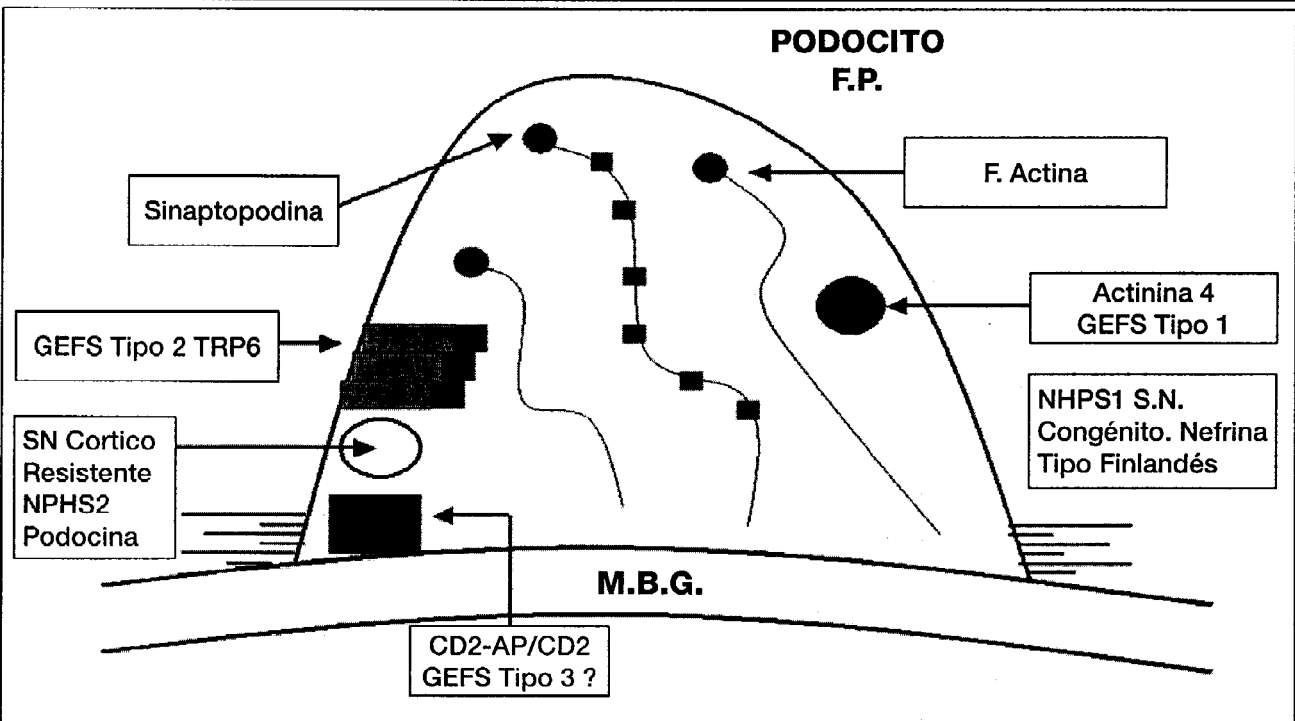 PODOCITO
F.P.
Sinaptopodina
F. Actina
GEFS Tipo 2 TRP6
Actinina 4
GEFS Tipo 1
SN Cortico
Resistente
NPHS2
Podocina
NHPS1 S.N.
Congénito. Nefrina
Tipo Finlandés
M.B.G.
CD2-AP/CD2
GEFS Tipo 3 ?